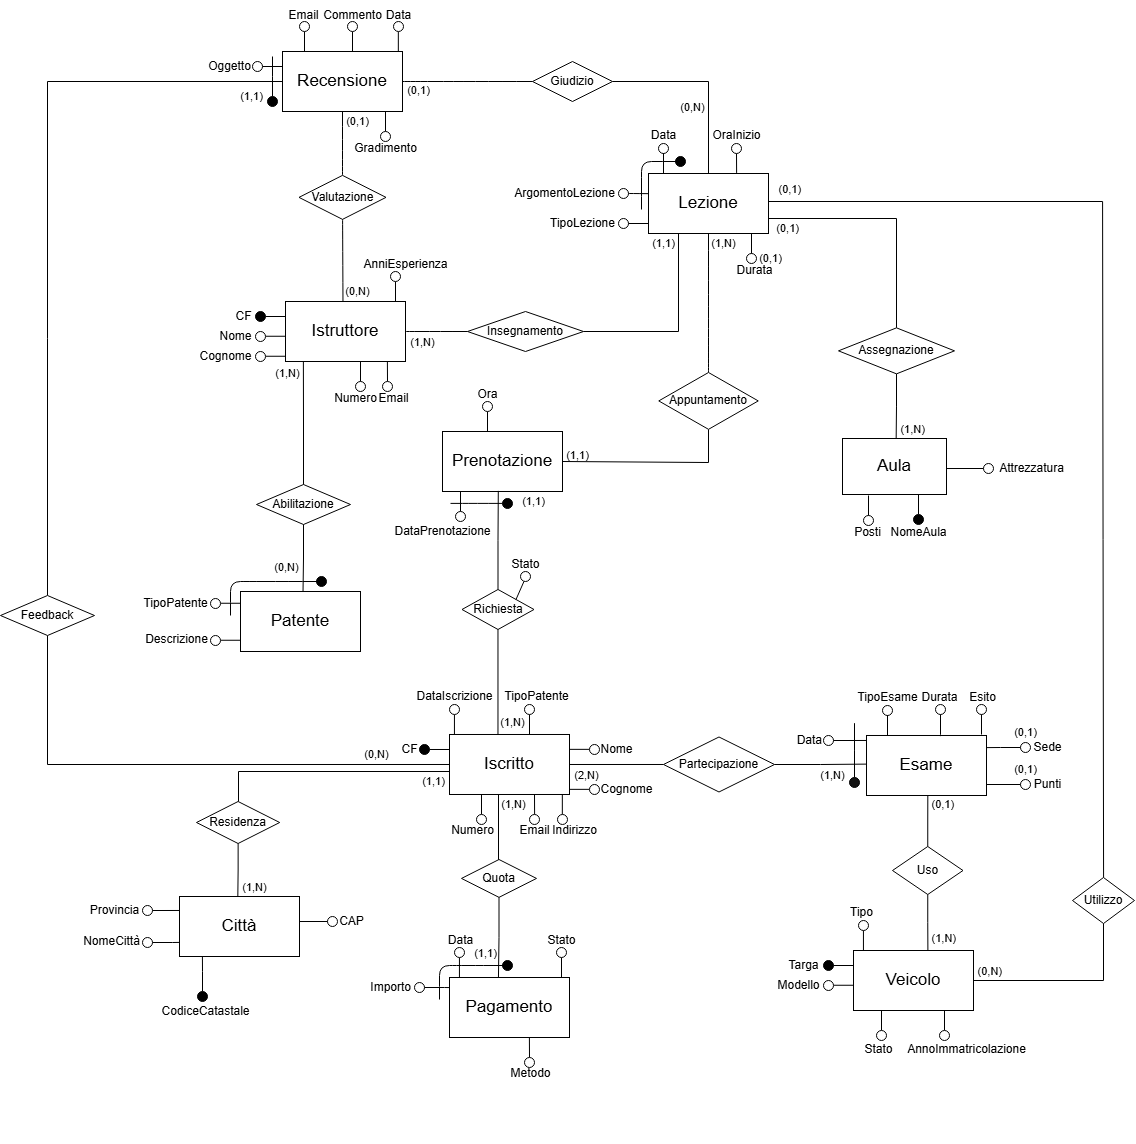 Email Commento Data
Oggetto
Recensione
(1,1)
(0,1)
Giudizio
(0,1)
Gradimento
(0,N)
Data
OraInizio
Valutazione
ArgomentoLezione
Lezione
(0,1)
TipoLezione
(0,1)
(1,1)
(1,N)
(0,1)
Durata
AnniEsperienza
(0,N)
CF
Nome
Istruttore
Insegnamento
(1,N)
Cognome
Assegnazione
(1,N)
Numero Email
Ora
Appuntamento
(1,N)
Prenotazione
(1,1)
Aula
Attrezzatura
Abilitazione
(1,1)
DataPrenotazione
Posti NomeAula
(0,N)
Stato
TipoPatente
Feedback
Richiesta
Patente
Descrizione
DataIscrizione TipoPatente
TipoEsame Durata Esito
(1,N)
(0,1)
Data
Sede
(0,N)
CF
Nome
Iscritto
Partecipazione
Esame
(0,1)
(1,1)
(2,N)
(1,N)
Punti
Cognome
(1,N)
(0,1)
Residenza
Numero Email Indirizzo
Quota
Uso
(1,N)
Utilizzo
Provincia
Tipo
CAP
Città
NomeCittà
Data
Stato
(1,N)
(1,1)
Targa
(0,N)
Importo
Modello
Veicolo
CodiceCatastale
Pagamento
Stato AnnoImmatricolazione
Metodo